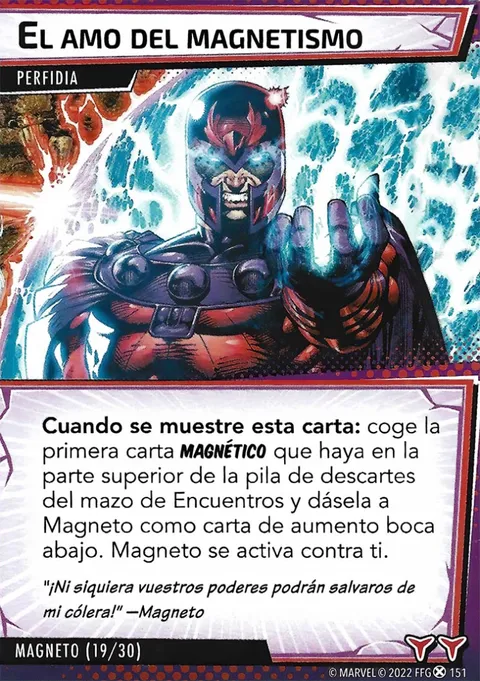 El amo del magnetismo
PERFIDIA
Cuando se muestre esta carta: coge la
primera carta MAGNÉTICO que haya en la
parte superior de la pila de descartes
del mazo de Encuentros y dásela a
Magneto como carta de aumento boca
abajo. Magneto se activa contra ti.
"¡Ni siquiera vuestros poderes podrán salvaros de
mi cólera!" —Magneto
MAGNETO (19/30)
© MARVEL © 2022 FFG 151